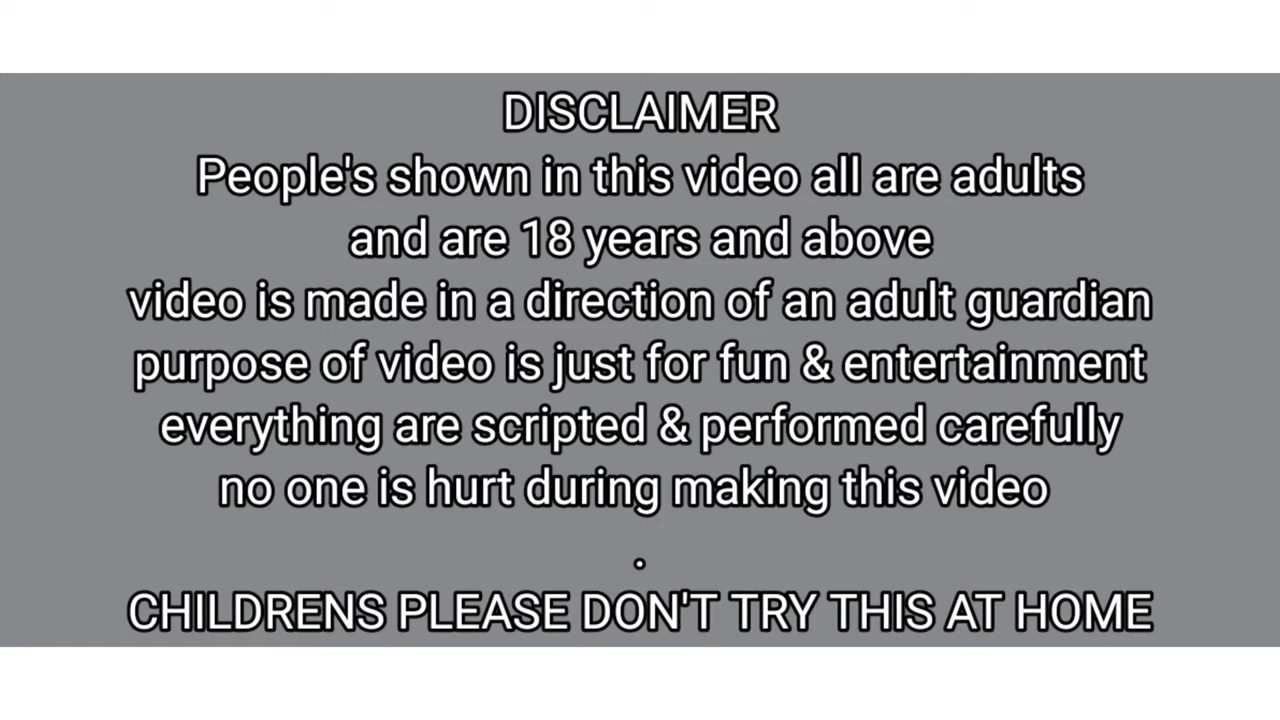 DISCLAIMER
People's shown in this video all are adults
and are 18 years and above
video is made in a direction of an adult guardian
purpose of video is just for fun & entertainment
everything are scripted & performed carefully
no one is hurt during making this video
.
CHILDRENS PLEASE DON'T TRY THIS AT HOME